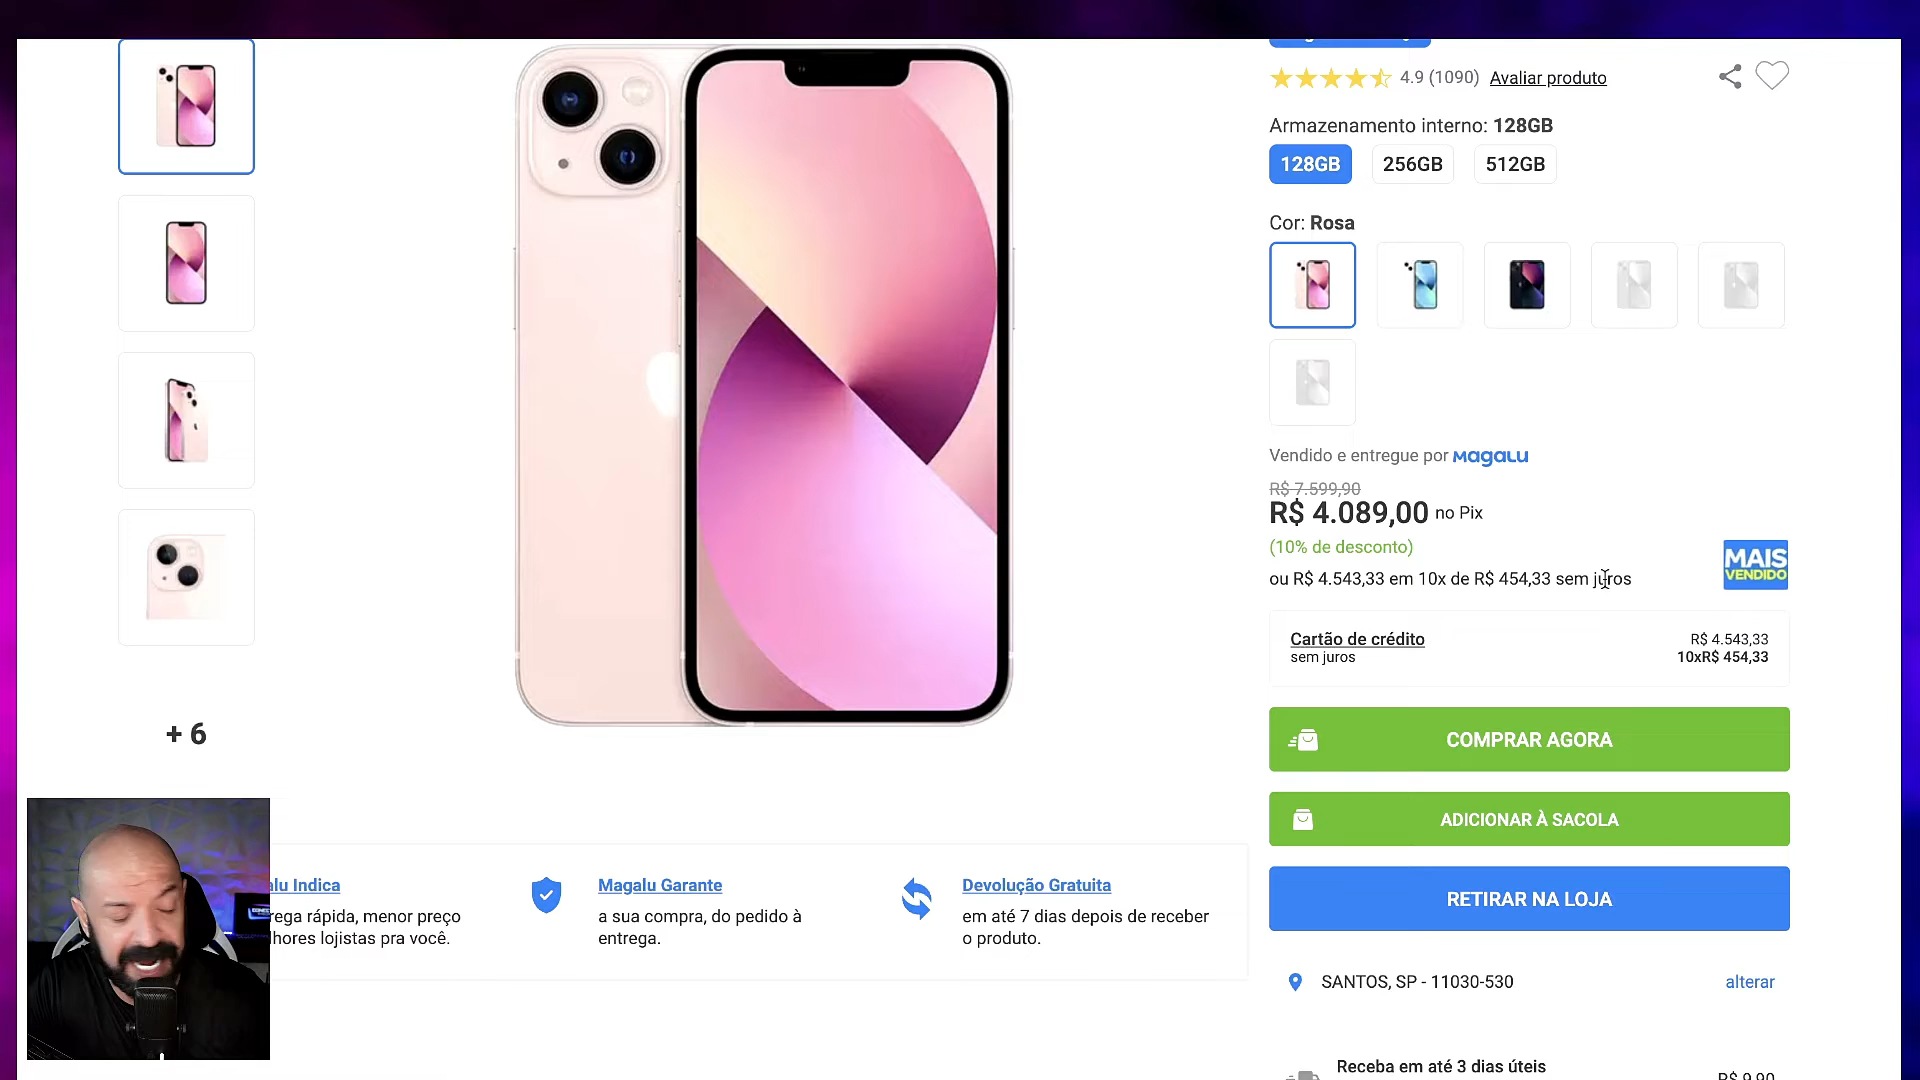 4.9 (1090) Avaliar produto
Armazenamento interno: 128GB
128GB 256GB 512GB
Cor: Rosa
Vendido e entregue por Magalu
R$ 7.599,90
R$ 4.089,00 no Pix
(10% de desconto)
ou R$ 4.543,33 em 10x de R$ 454,33 sem juros
MAIS
VENDIDO
Cartão de crédito R$ 4.543,33
sem juros 10xR$ 454,33
+ 6
COMPRAR AGORA
ADICIONAR À SACOLA
RETIRAR NA LOJA
alu Indica
rega rápida, menor preço
lhores lojistas pra você.
Magalu Garante
a sua compra, do pedido à
entrega.
Devolução Gratuita
em até 7 dias depois de receber
o produto.
SANTOS, SP - 11030-530 alterar
Receba em até 3 dias úteis
R$ 9,90